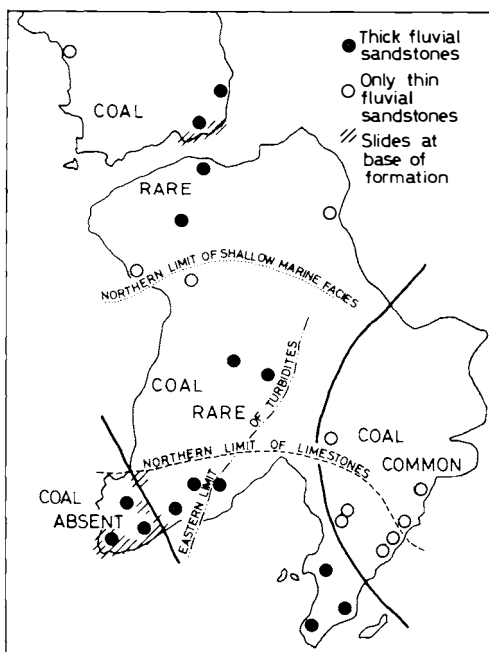 Thick fluvial
sandstones
Only thin
fluvial
sandstones
Slides at
base of
formation
COAL
RARE
NORTHERN LIMIT OF SHALLOW MARINE FACIES
COAL
RARE
EASTERN LIMIT OF TURBIDITES
NORTHERN LIMIT OF LIMESTONES
COAL
COMMON
COAL
ABSENT